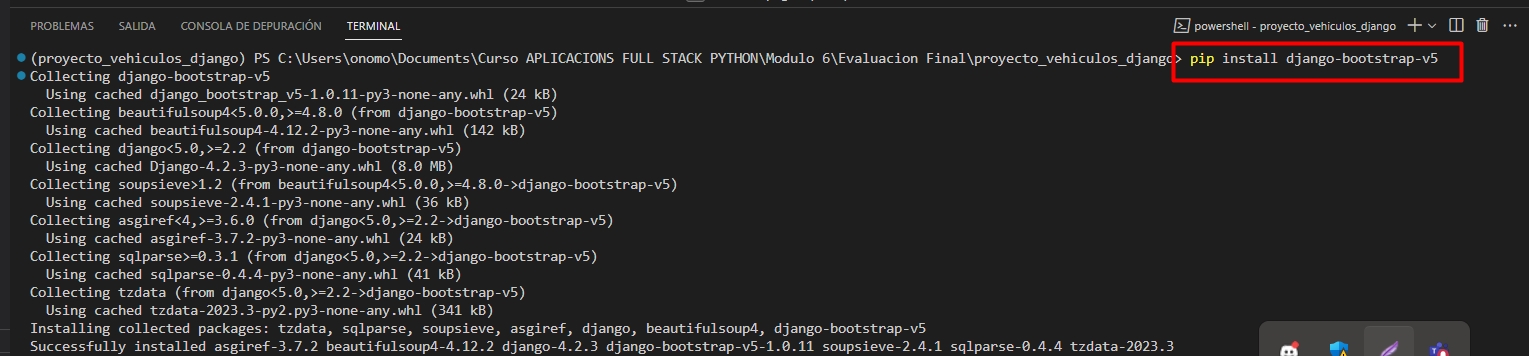 PROBLEMAS SALIDA CONSOLA DE DEPURACIÓN TERMINAL powershell - proyecto_vehiculos_django
(proyecto_vehiculos_django) PS C:\Users\onomo\Documents\Curso APLICACIONS FULL STACK PYTHON\Modulo 6\Evaluacion Final\proyecto_vehiculos_django> pip install django-bootstrap-v5
Collecting django-bootstrap-v5
Using cached django_bootstrap_v5-1.0.11-py3-none-any.whl (24 kB)
Collecting beautifulsoup4<5.0.0,>=4.8.0 (from django-bootstrap-v5)
Using cached beautifulsoup4-4.12.2-py3-none-any.whl (142 kB)
Collecting django<5.0,>=2.2 (from django-bootstrap-v5)
Using cached Django-4.2.3-py3-none-any.whl (8.0 MB)
Collecting soupsieve>1.2 (from beautifulsoup4<5.0.0,>=4.8.0->django-bootstrap-v5)
Using cached soupsieve-2.4.1-py3-none-any.whl (36 kB)
Collecting asgiref<4,>=3.6.0 (from django<5.0,>=2.2->django-bootstrap-v5)
Using cached asgiref-3.7.2-py3-none-any.whl (24 kB)
Collecting sqlparse>=0.3.1 (from django<5.0,>=2.2->django-bootstrap-v5)
Using cached sqlparse-0.4.4-py3-none-any.whl (41 kB)
Collecting tzdata (from django<5.0,>=2.2->django-bootstrap-v5)
Using cached tzdata-2023.3-py2.py3-none-any.whl (341 kB)
Installing collected packages: tzdata, sqlparse, soupsieve, asgiref, django, beautifulsoup4, django-bootstrap-v5
Successfully installed asgiref-3.7.2 beautifulsoup4-4.12.2 django-4.2.3 django-bootstrap-v5-1.0.11 soupsieve-2.4.1 sqlparse-0.4.4 tzdata-2023.3